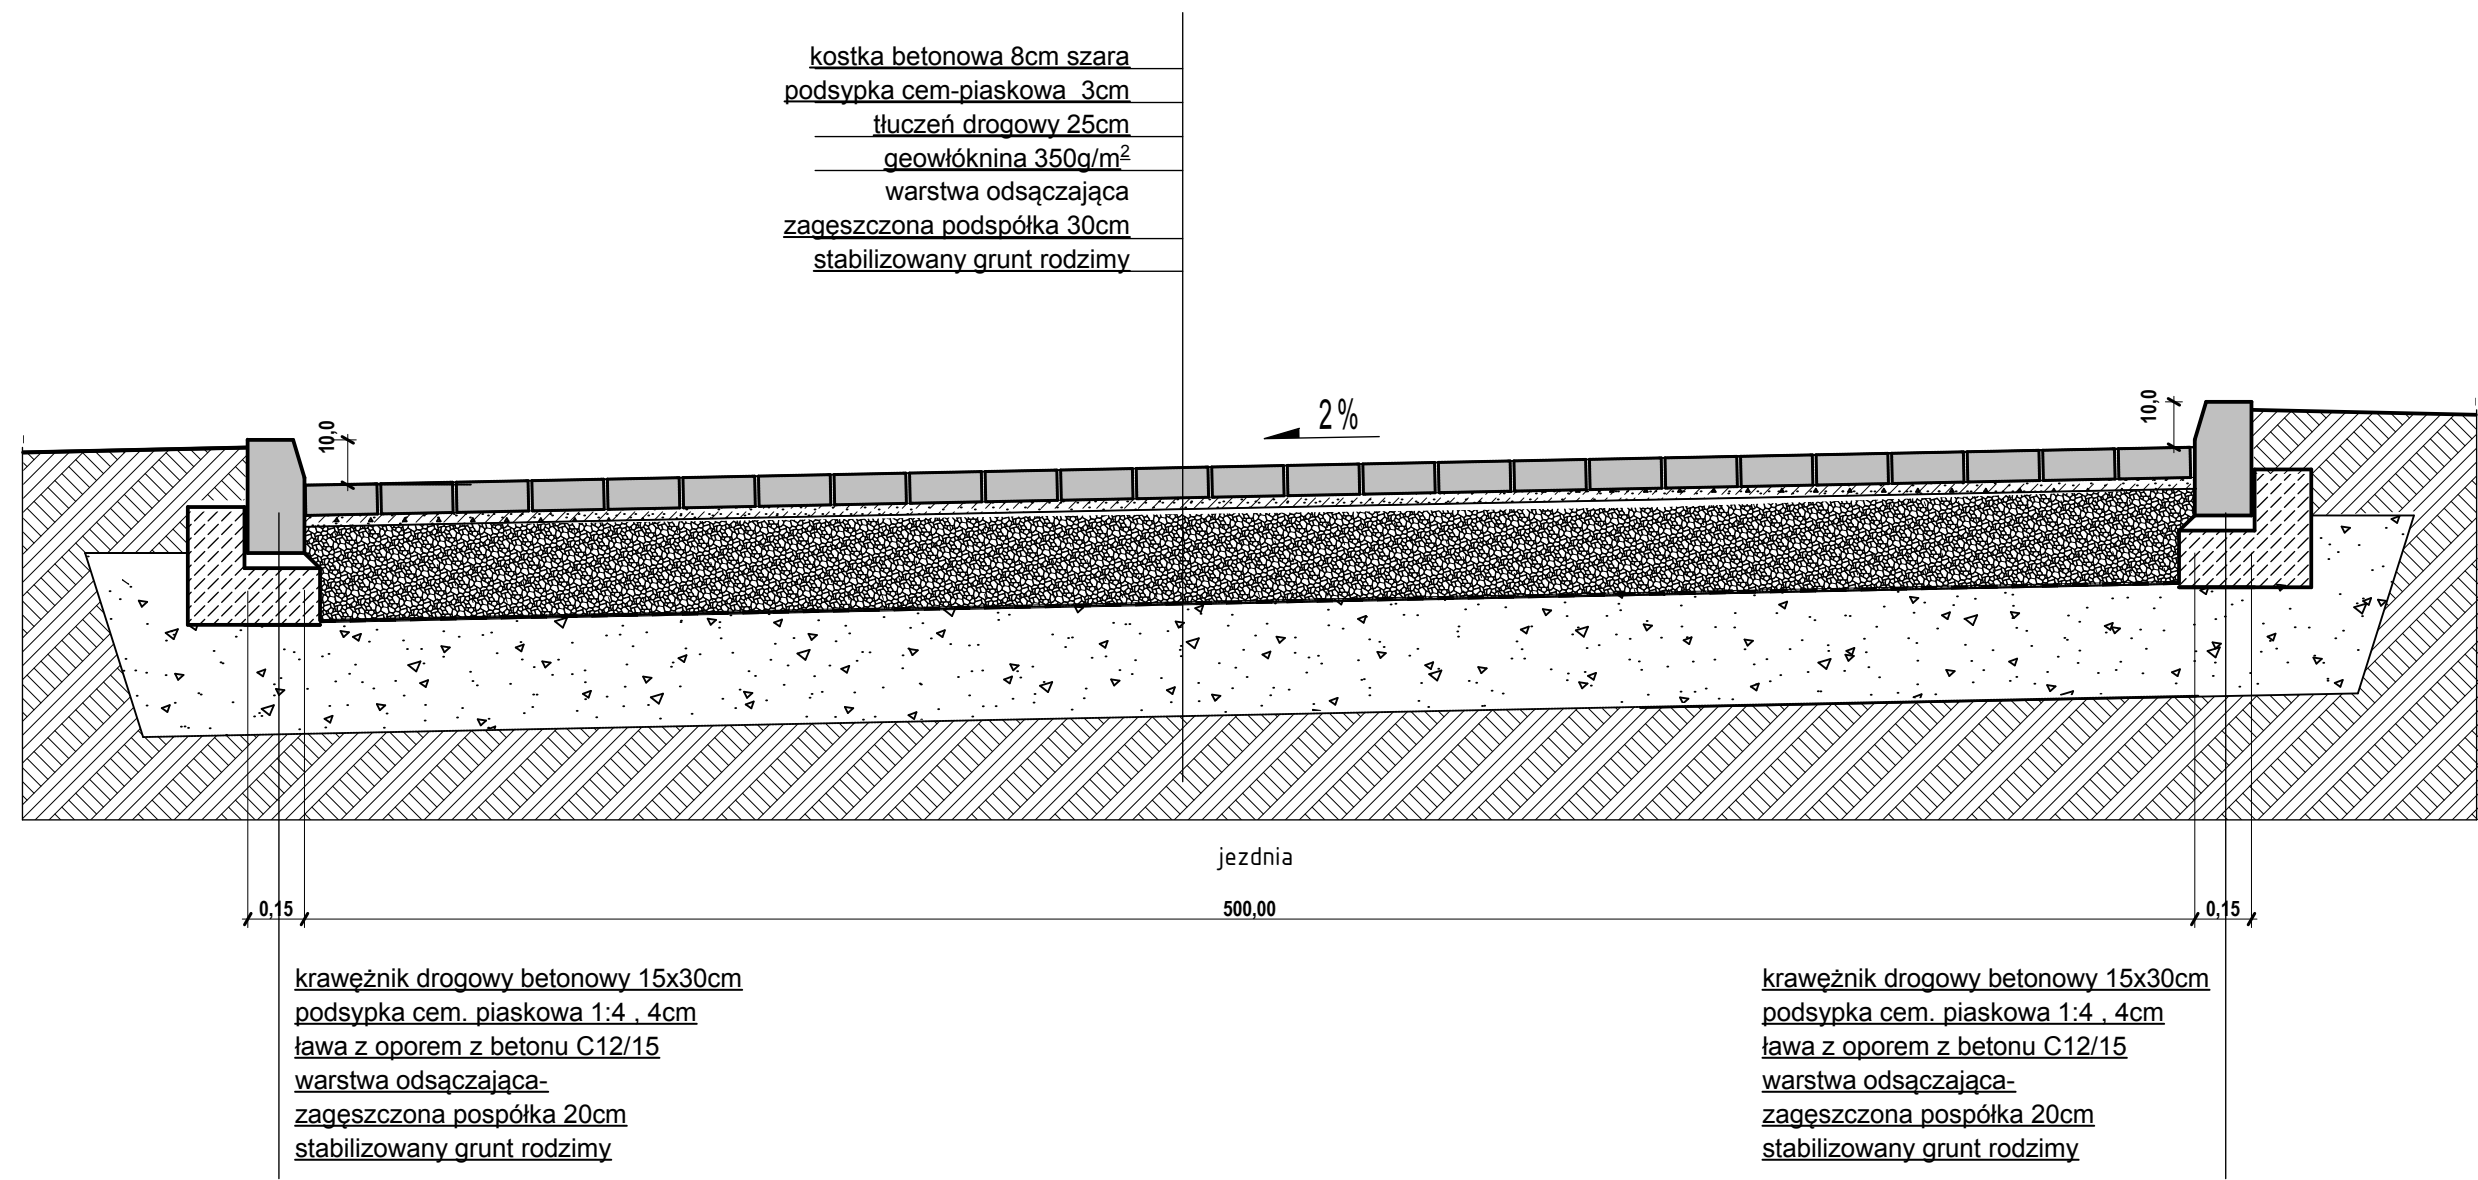 kostka betonowa 8cm szara
podsypka cem-piaskowa 3cm
tłuczeń drogowy 25cm
geowłóknina 350g/m²
warstwa odsączająca
zagęszczona podspółka 30cm
stabilizowany grunt rodzimy
10,0
2%
10,0
jezdnia
0,15
500,00
0,15
krawężnik drogowy betonowy 15x30cm
podsypka cem. piaskowa 1:4 , 4cm
ława z oporem z betonu C12/15
warstwa odsączająca-
zagęszczona pospółka 20cm
stabilizowany grunt rodzimy
krawężnik drogowy betonowy 15x30cm
podsypka cem. piaskowa 1:4 , 4cm
ława z oporem z betonu C12/15
warstwa odsączająca-
zagęszczona pospółka 20cm
stabilizowany grunt rodzimy